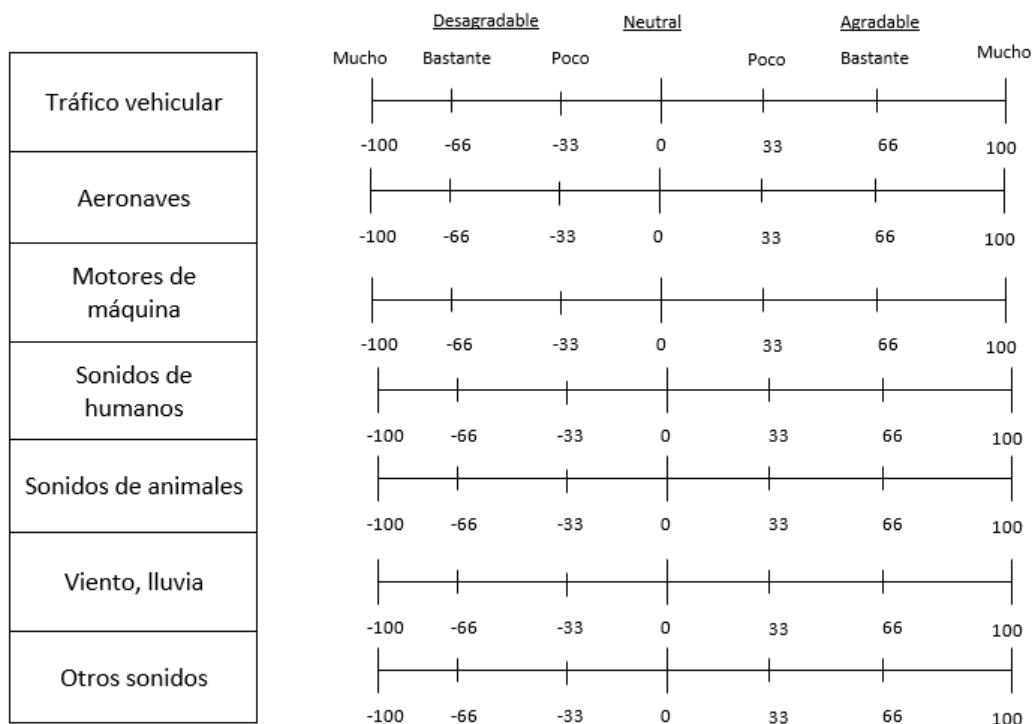 Desagradable Neutral Agradable
Mucho Bastante Poco Poco Bastante Mucho
Tráfico vehicular
-100 -66 -33 0 33 66 100
Aeronaves
-100 -66 -33 0 33 66 100
Motores de
máquina
-100 -66 -33 0 33 66 100
Sonidos de
humanos
-100 -66 -33 0 33 66 100
Sonidos de animales
-100 -66 -33 0 33 66 100
Viento, lluvia
-100 -66 -33 0 33 66 100
Otros sonidos
-100 -66 -33 0 33 66 100